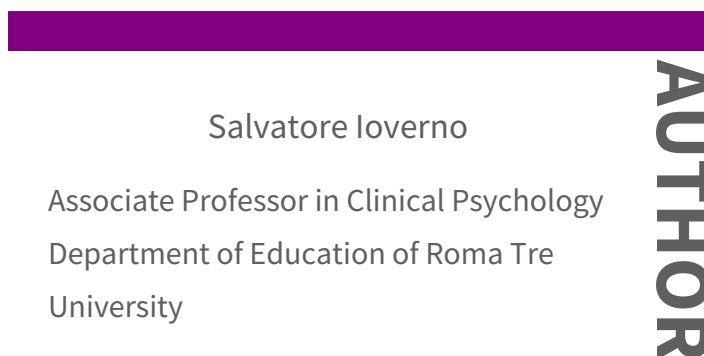 Salvatore Ioverno
Associate Professor in Clinical Psychology
Department of Education of Roma Tre
University
AUTHOR